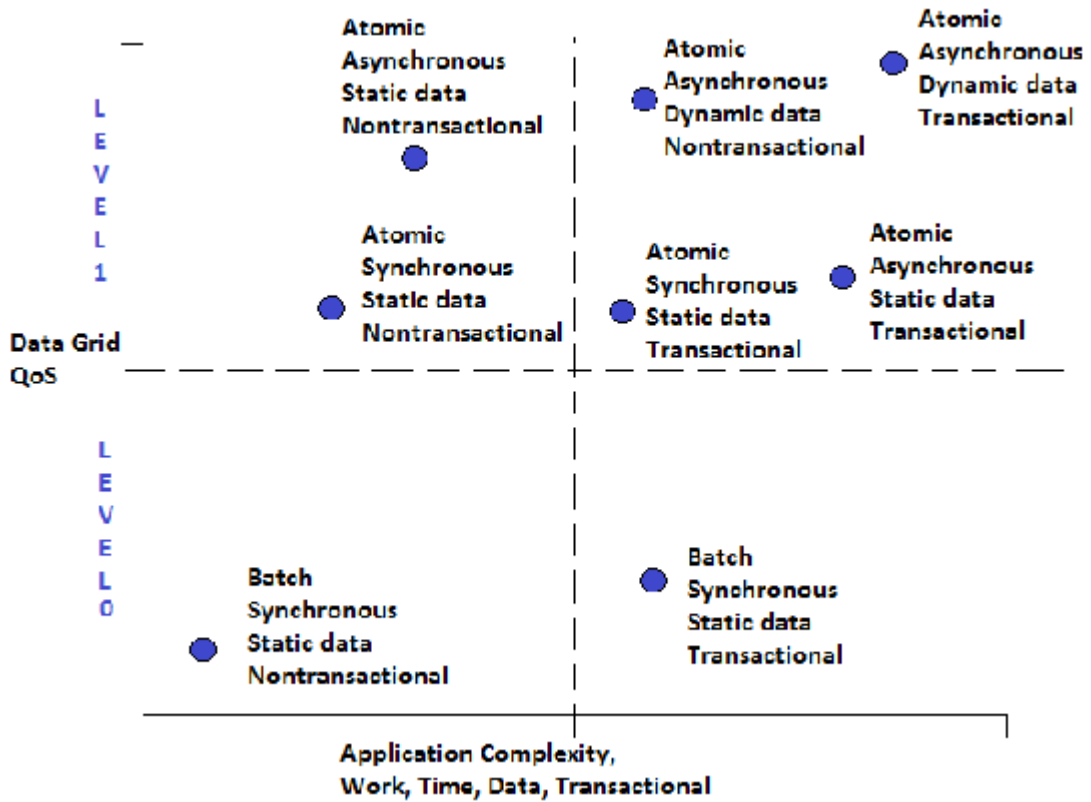 Atomic
Asynchronous
Static data
Nontransactional
Atomic
Asynchronous
Dynamic data
Nontransactional
Atomic
Asynchronous
Dynamic data
Transactional
LEVEL1
Atomic
Synchronous
Static data
Nontransactional
Atomic
Synchronous
Static data
Transactional
Atomic
Asynchronous
Static data
Transactional
Data Grid
QoS
LEVEL0
Batch
Synchronous
Static data
Nontransactional
Batch
Synchronous
Static data
Transactional
Application Complexity,
Work, Time, Data, Transactional